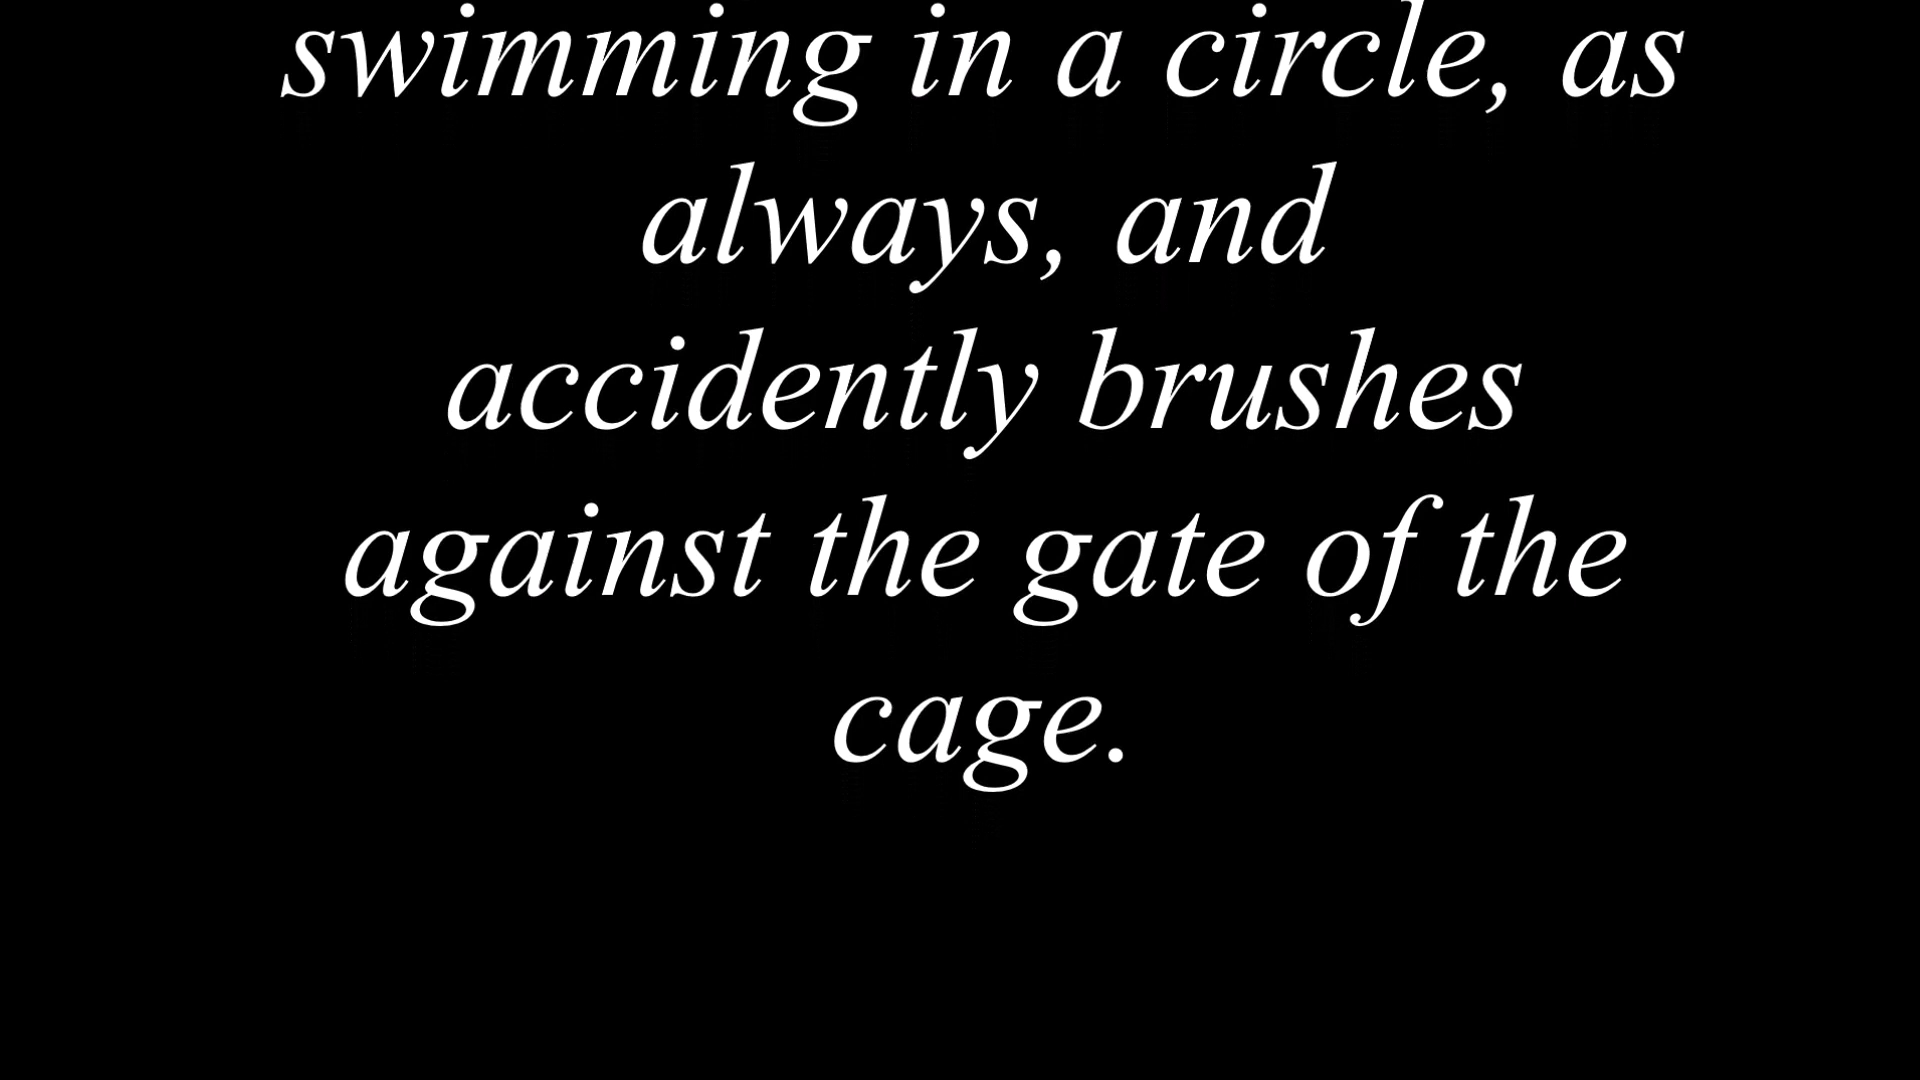 swimming in a circle, as
always, and
accidently brushes
against the gate of the
cage.